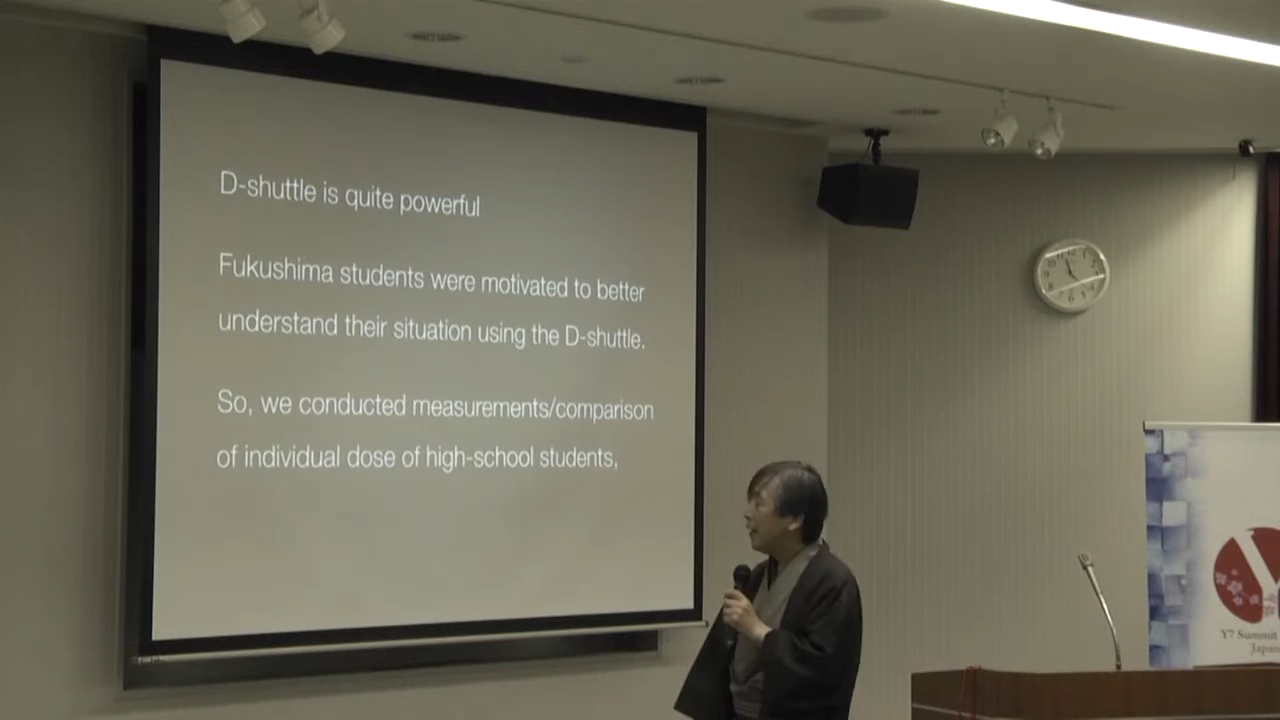 D-shuttle is quite powerful
Fukushima students were motivated to better
understand their situation using the D-shuttle.
So, we conducted measurements/comparison
of individual dose of high-school students,
Y
Y7 Summit
Japan